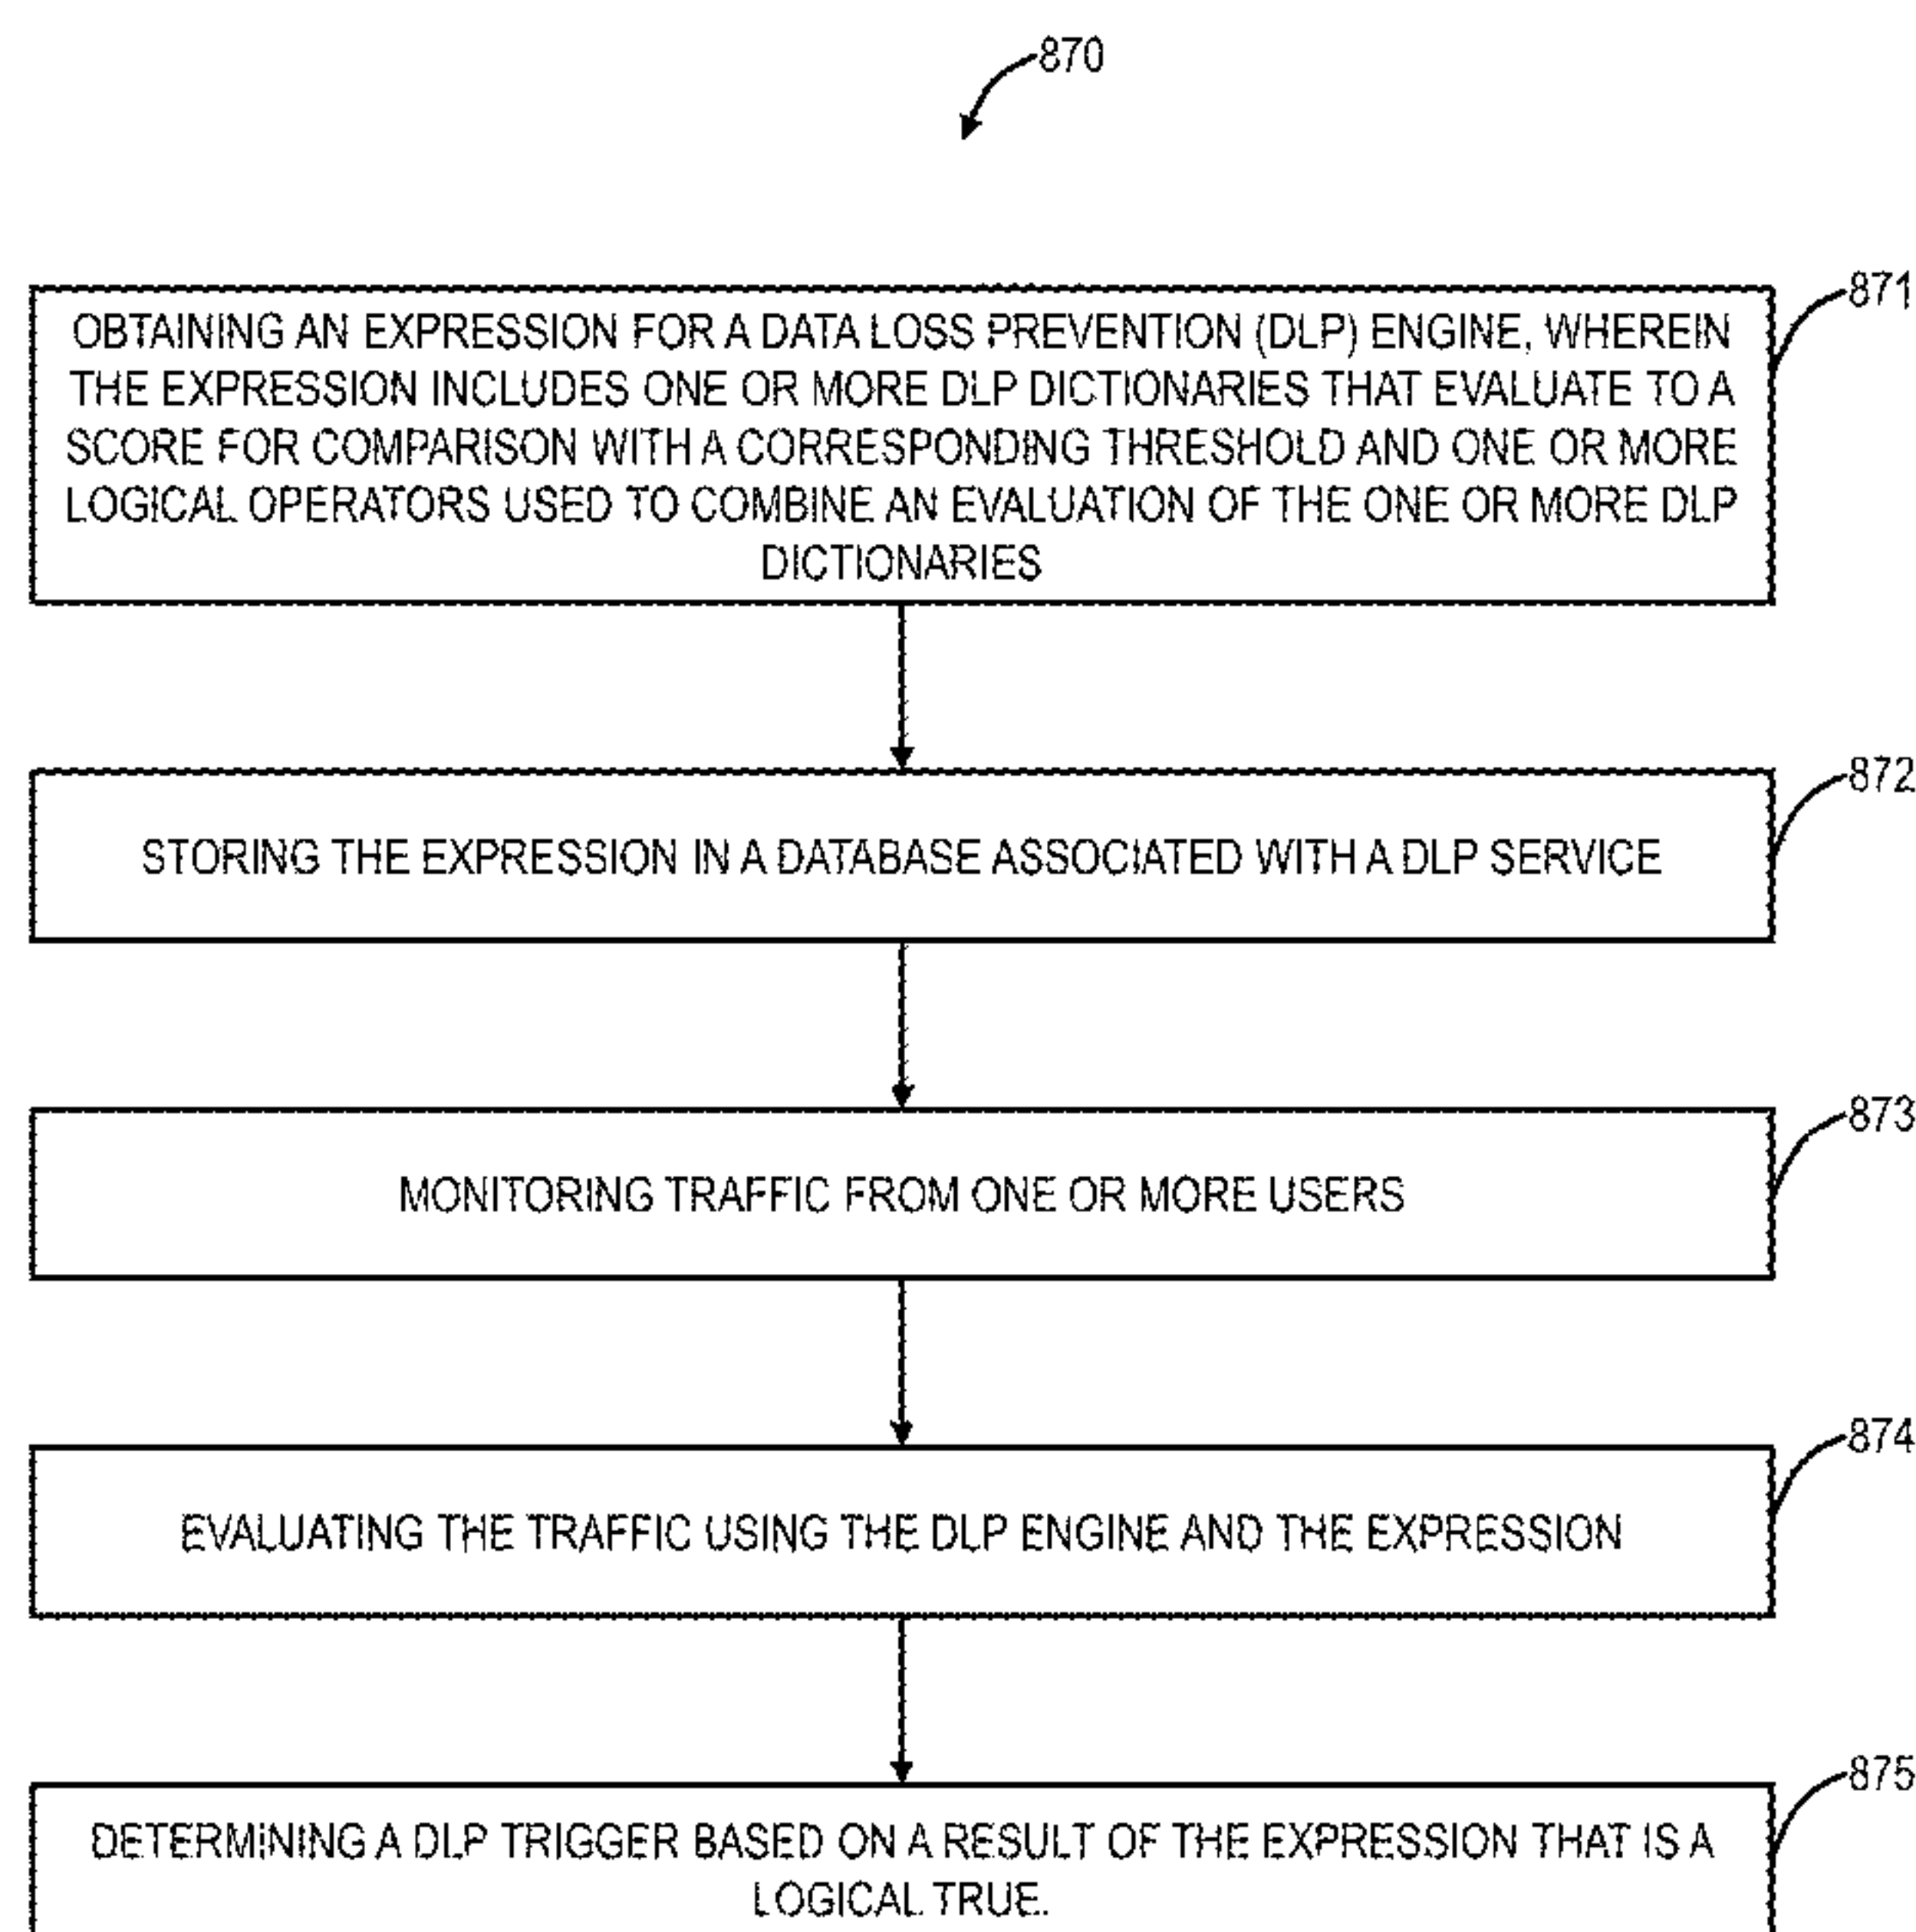 870
871
OBTAINING AN EXPRESSION FOR A DATA LOSS PREVENTION (DLP) ENGINE, WHEREIN
THE EXPRESSION INCLUDES ONE OR MORE DLP DICTIONARIES THAT EVALUATE TO A
SCORE FOR COMPARISON WITH A CORRESPONDING THRESHOLD AND ONE OR MORE
LOGICAL OPERATORS USED TO COMBINE AN EVALUATION OF THE ONE OR MORE DLP
DICTIONARIES
872
STORING THE EXPRESSION IN A DATABASE ASSOCIATED WITH A DLP SERVICE
873
MONITORING TRAFFIC FROM ONE OR MORE USERS
874
EVALUATING THE TRAFFIC USING THE DLP ENGINE AND THE EXPRESSION
875
DETERMINING A DLP TRIGGER BASED ON A RESULT OF THE EXPRESSION THAT IS A
LOGICAL TRUE.